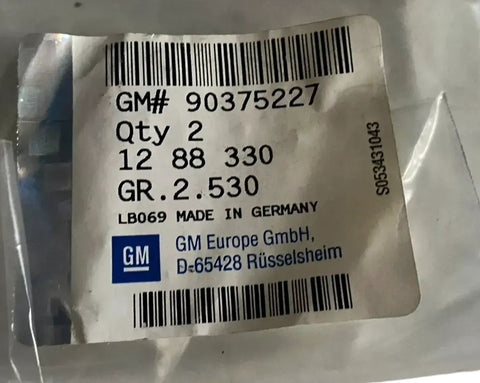 GM# 90375227
Qty 2
12 88 330
GR.2.530
LB069 MADE IN GERMANY
GM
GM Europe GmbH,
D-65428 Rüsselsheim
S053431043